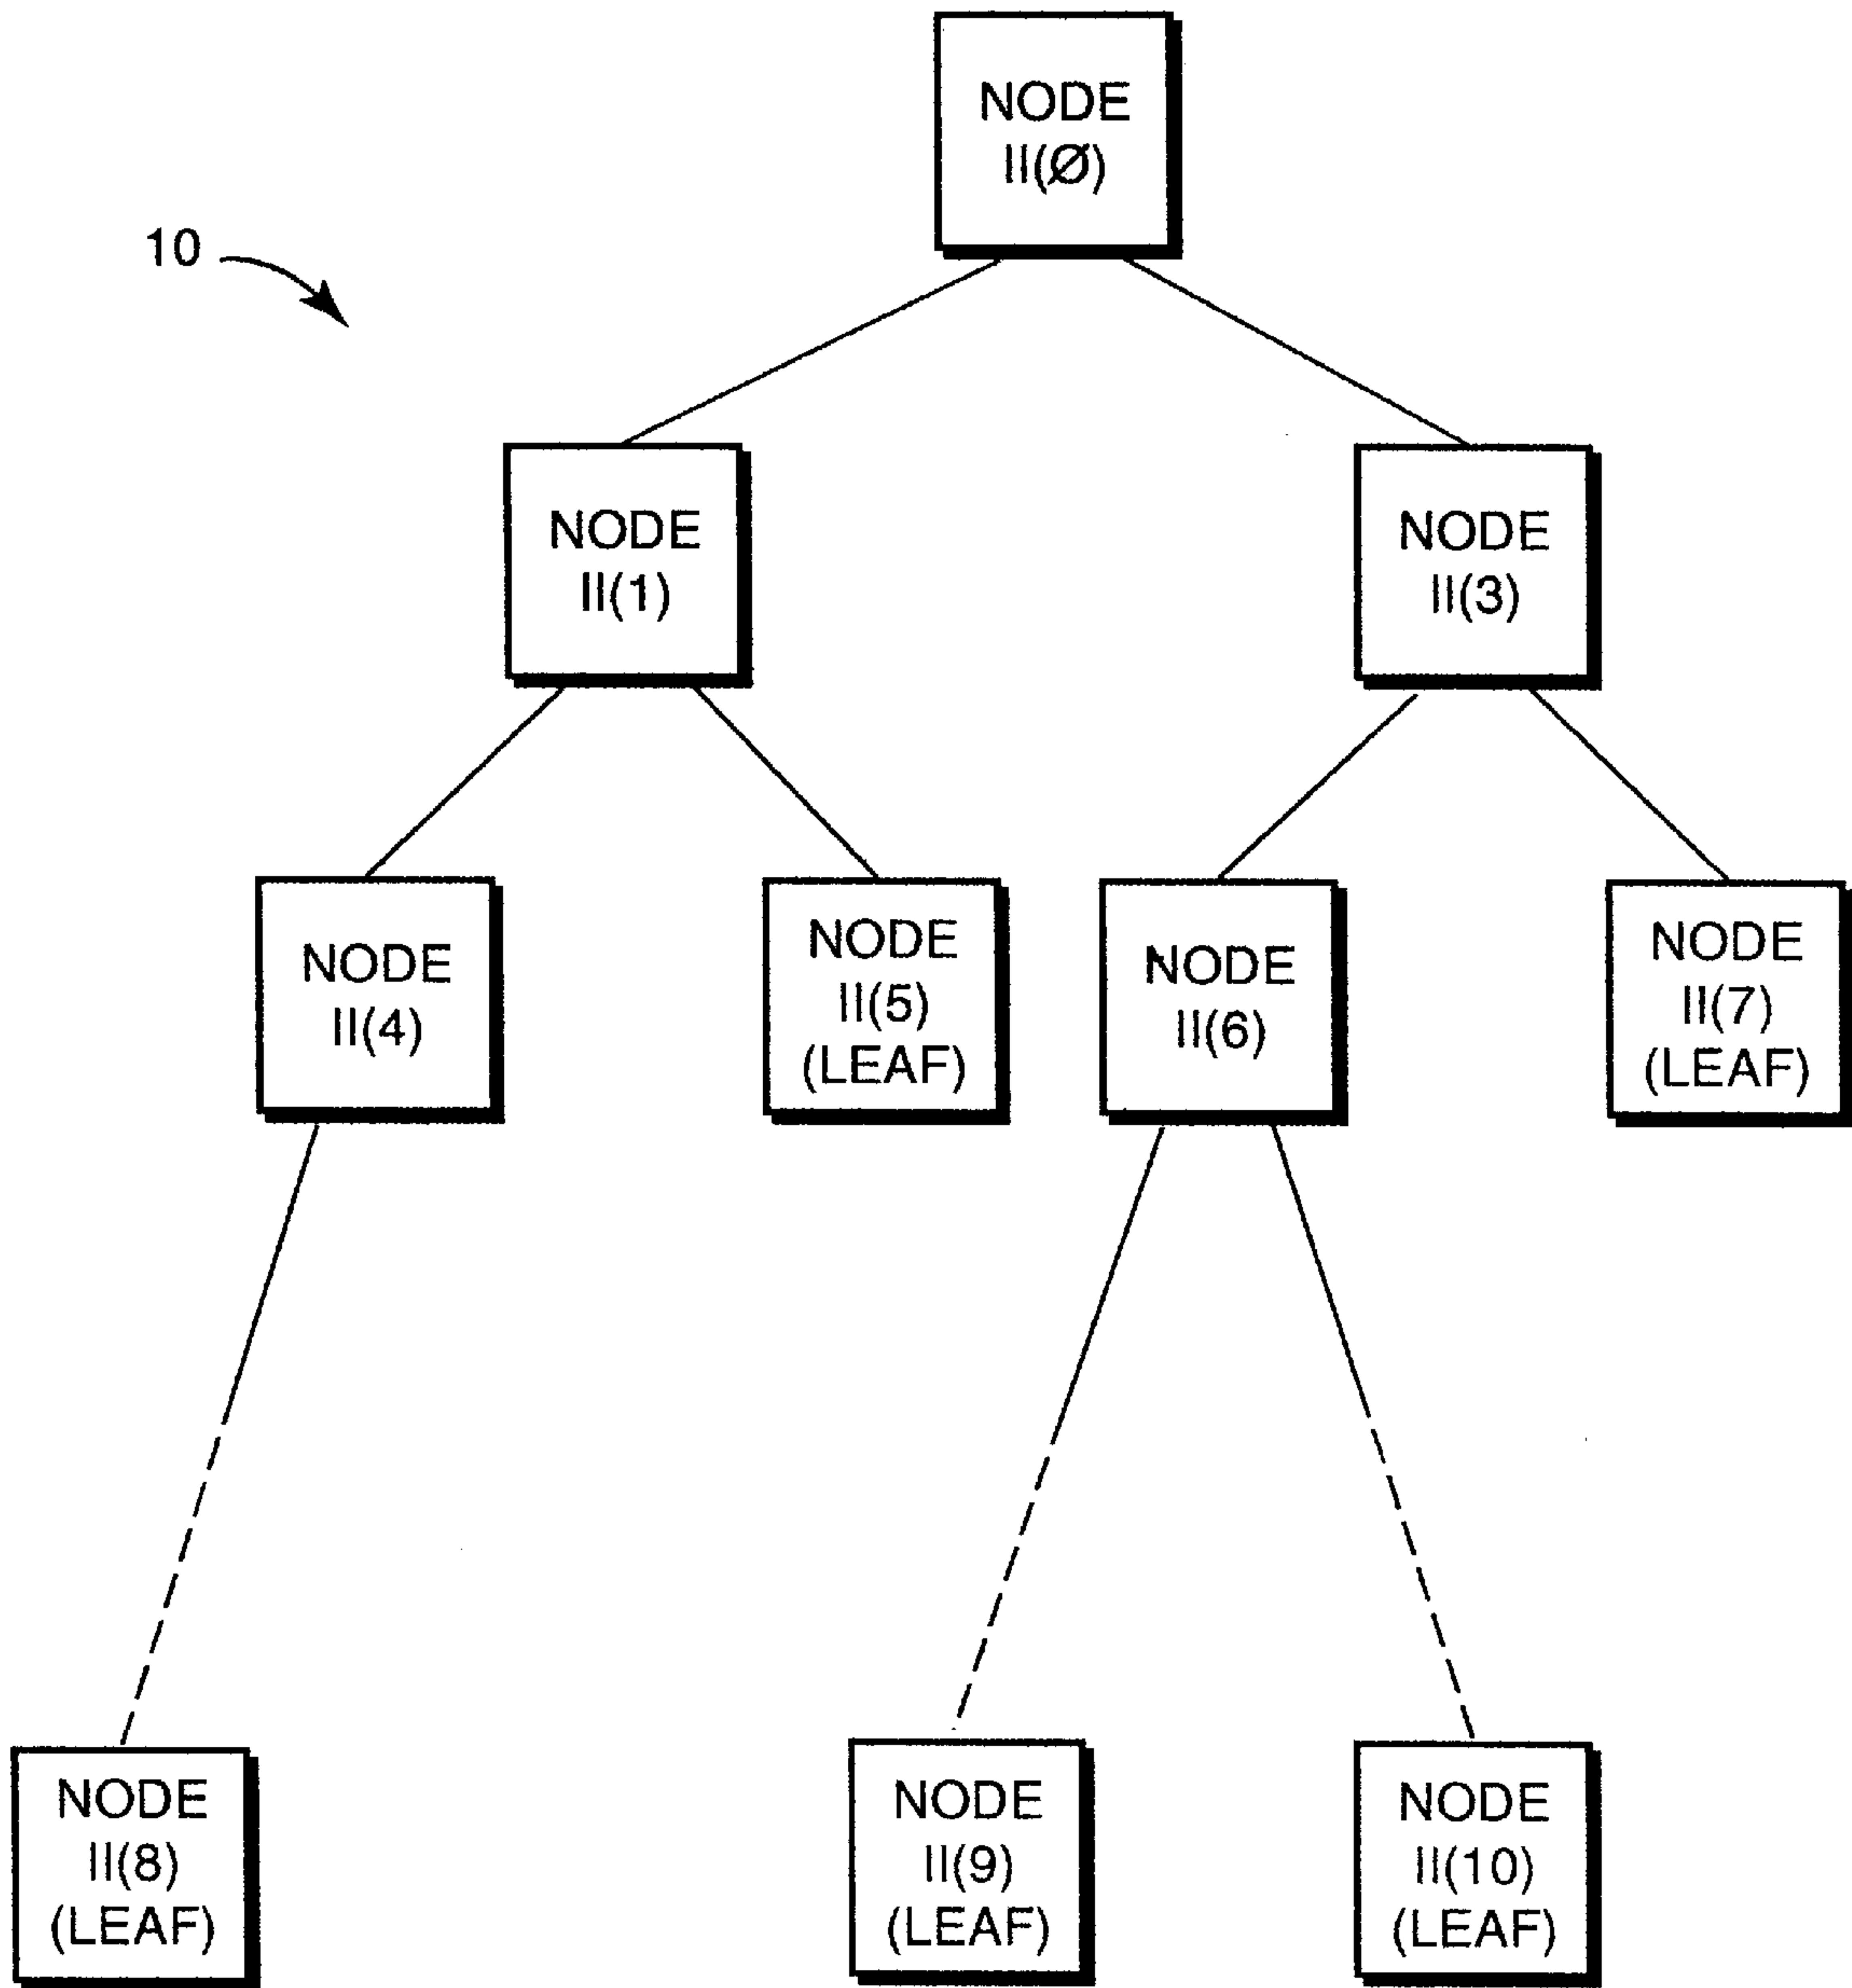 NODE
II(Ø)
10
NODE
II(1)
NODE
II(3)
NODE
II(4)
NODE
II(5)
(LEAF)
NODE
II(6)
NODE
II(7)
(LEAF)
NODE
II(8)
(LEAF)
NODE
II(9)
(LEAF)
NODE
II(10)
(LEAF)